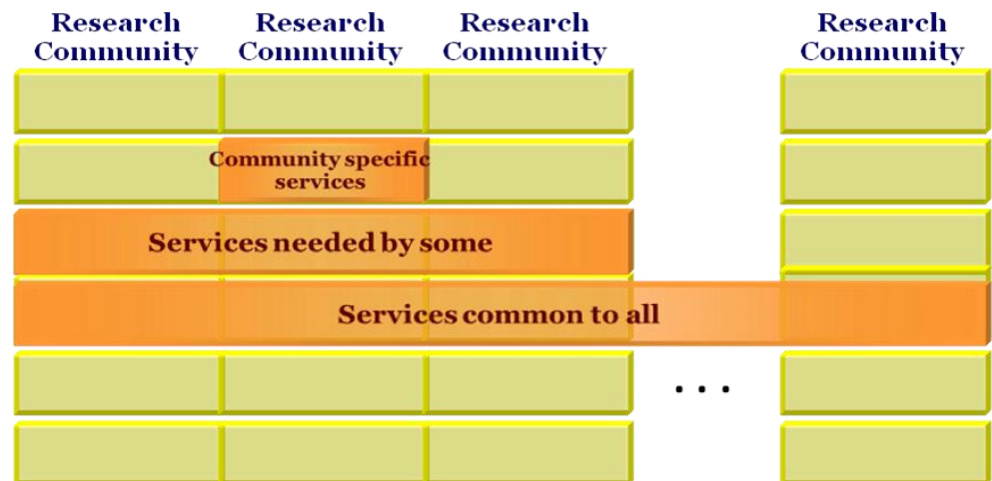 Research Research Research Research
Community Community Community Community
Community specific
services
Services needed by some
Services common to all
...